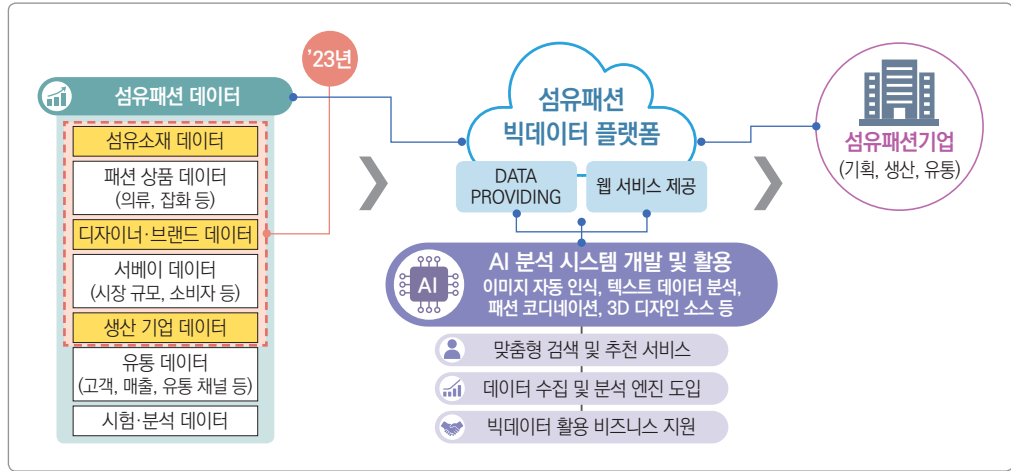 '23년
섬유패션 데이터
섬유소재 데이터
패션 상품 데이터
(의류, 잡화 등)
디자이너·브랜드 데이터
서베이 데이터
(시장 규모, 소비자 등)
생산 기업 데이터
유통 데이터
(고객, 매출, 유통 채널 등)
시험·분석 데이터
섬유패션
빅데이터 플랫폼
DATA
PROVIDING
웹 서비스 제공
AI
AI 분석 시스템 개발 및 활용
이미지 자동 인식, 텍스트 데이터 분석,
패션 코디네이션, 3D 디자인 소스 등
맞춤형 검색 및 추천 서비스
데이터 수집 및 분석 엔진 도입
빅데이터 활용 비즈니스 지원
섬유패션기업
(기획, 생산, 유통)